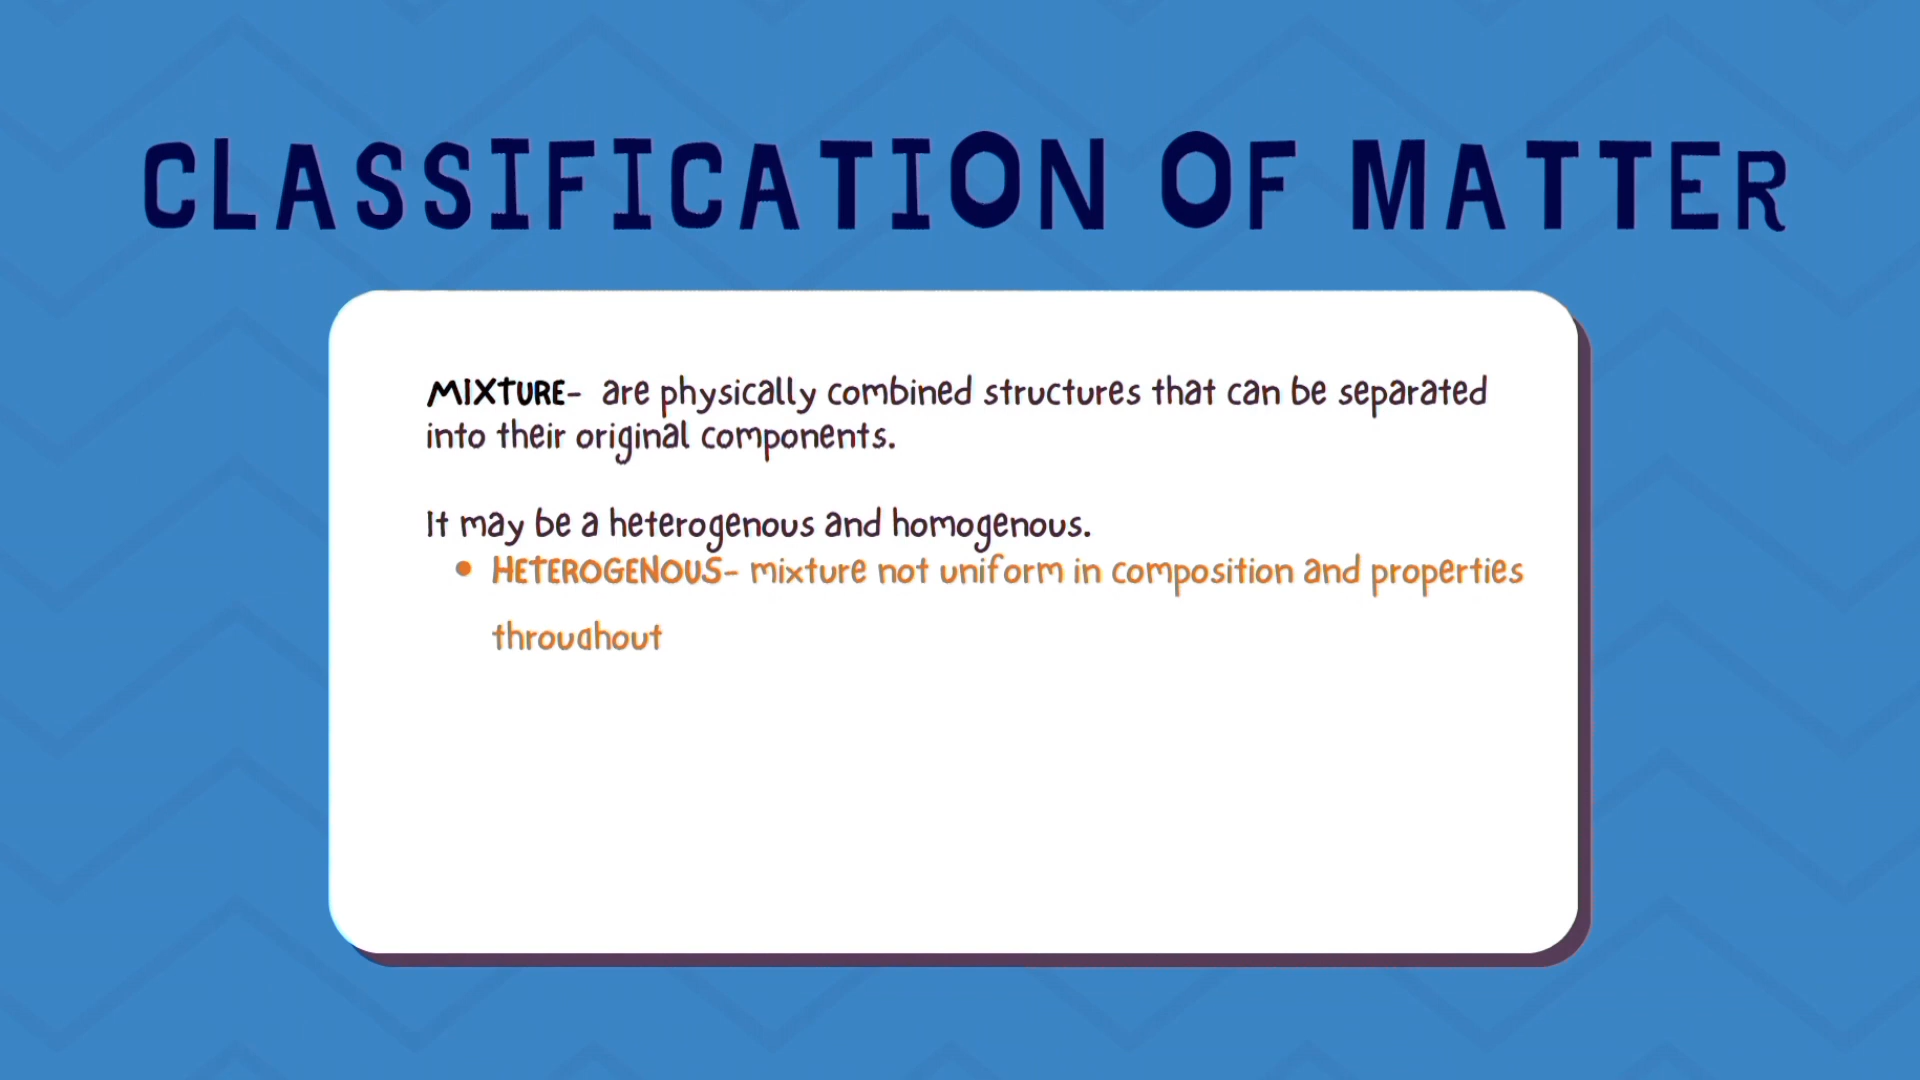 CLASSIFICATION OF MATTER
MIXTURE- are physically combined structures that can be separated
into their original components.
It may be a heterogenous and homogenous.
• HETEROGENOUS- mixture not uniform in composition and properties
throughout